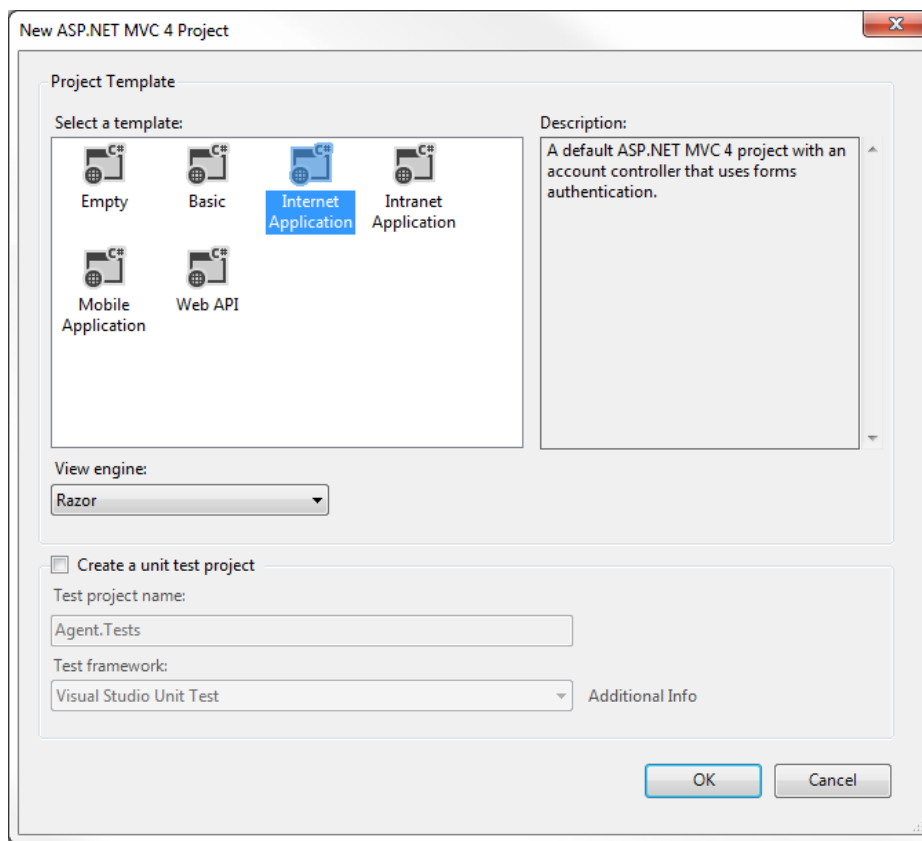 New ASP.NET MVC 4 Project
Project Template
Select a template:
C#
Empty
C#
Basic
C#
Internet
Application
C#
Intranet
Application
C#
Mobile
Application
C#
Web API
Description:
A default ASP.NET MVC 4 project with an
account controller that uses forms
authentication.
View engine:
Razor
Create a unit test project
Test project name:
Agent.Tests
Test framework:
Visual Studio Unit Test
Additional Info
OK
Cancel